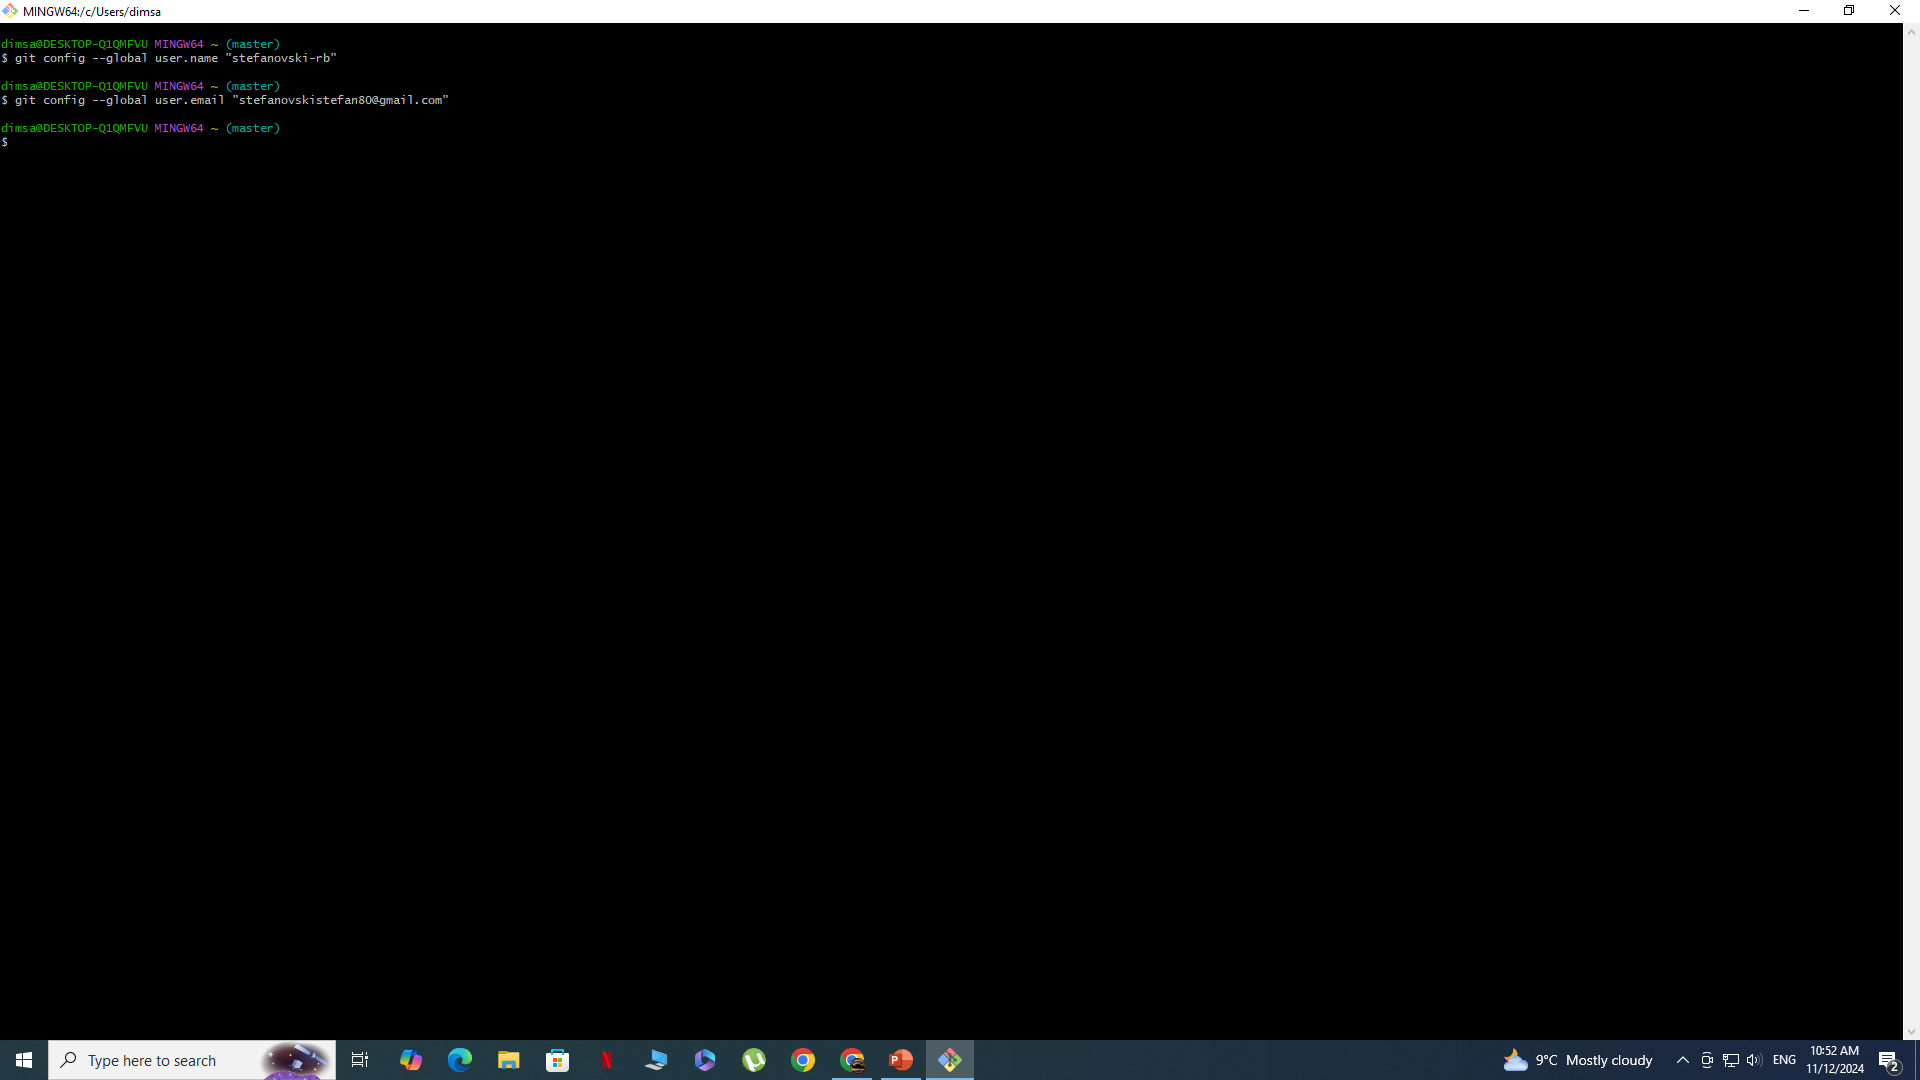 MINGW64:/c/Users/dimsa
dimsa@DESKTOP-Q1QMFVU MINGW64 ~ (master)
$ git config --global user.name "stefanovski-rb"
dimsa@DESKTOP-Q1QMFVU MINGW64 ~ (master)
$ git config --global user.email "stefanovskistefan80@gmail.com"
dimsa@DESKTOP-Q1QMFVU MINGW64 ~ (master)
$
Type here to search
9°C Mostly cloudy
ENG
10:52 AM
11/12/2024
2